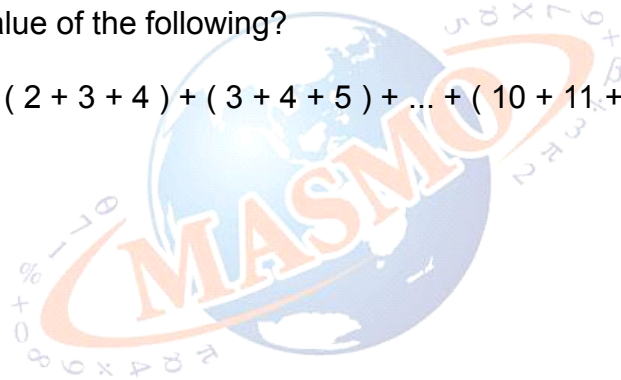 alue of the following?
( 2 + 3 + 4 ) + ( 3 + 4 + 5 ) + ... + ( 10 + 11 +
MASMO